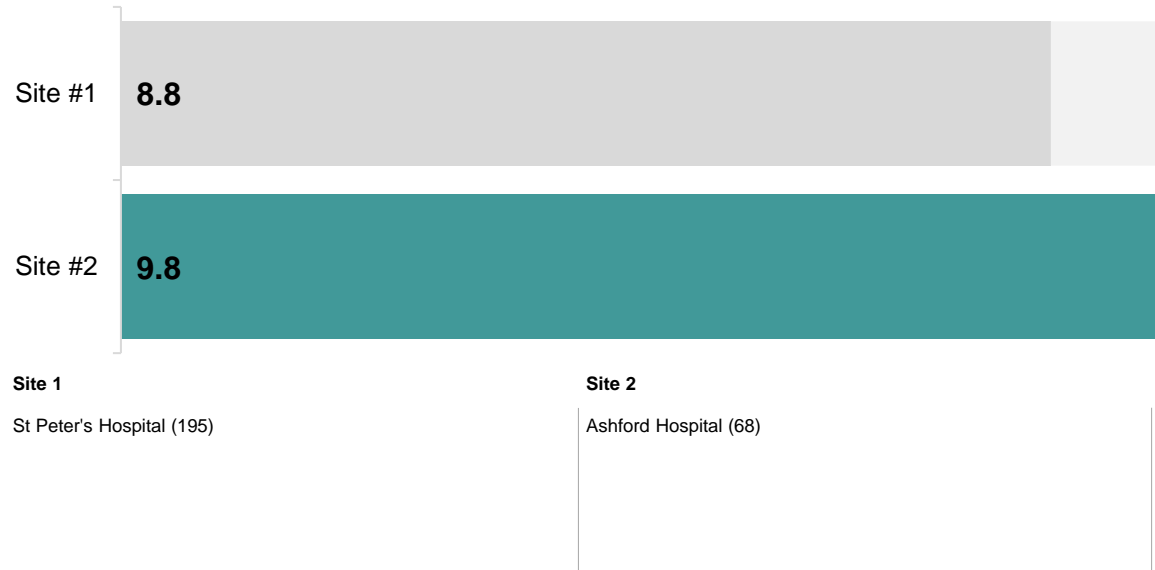 Site #1 8.8
Site #2 9.8
Site 1 Site 2
St Peter's Hospital (195) Ashford Hospital (68)